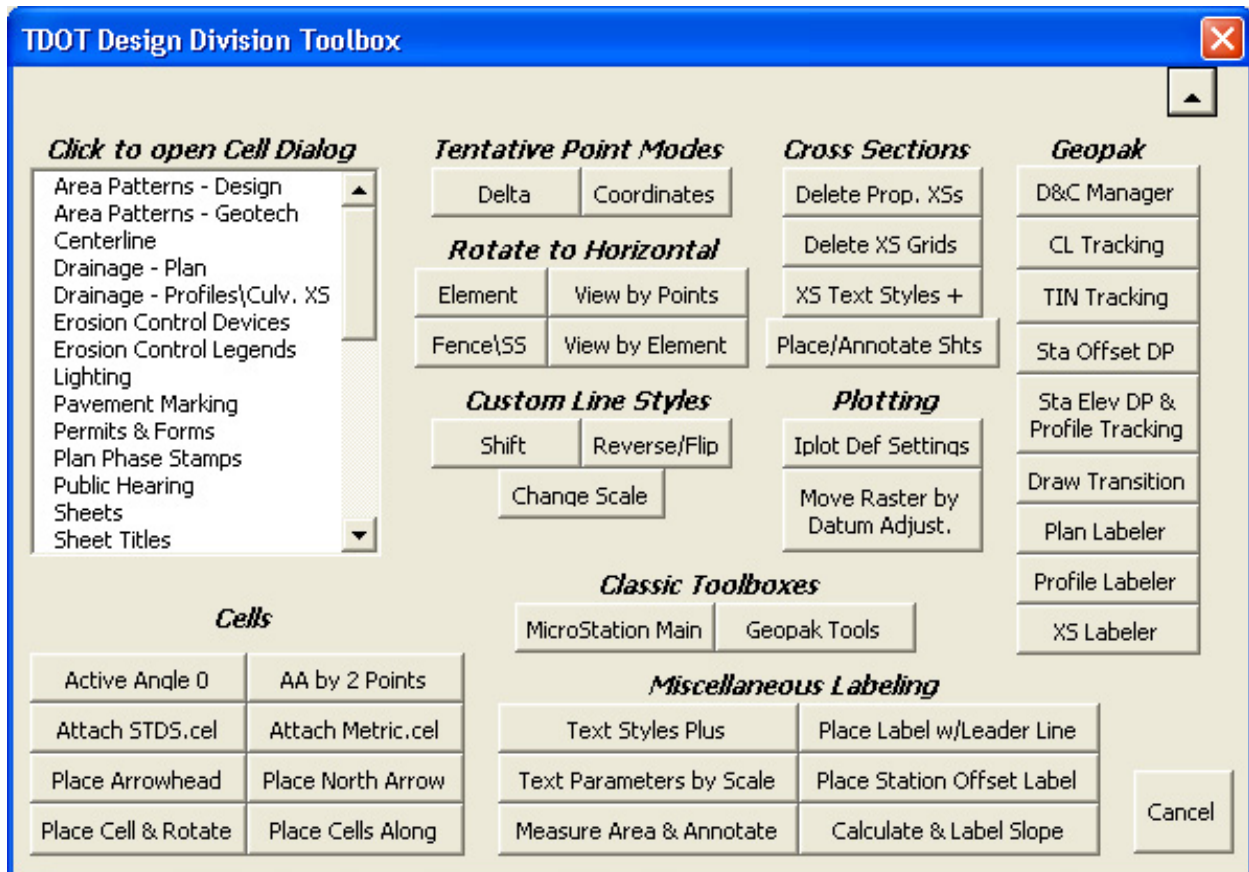 TDOT Design Division Toolbox
Click to open Cell Dialog
Area Patterns - Design
Area Patterns - Geotech
Centerline
Drainage - Plan
Drainage - Profiles\Culv. XS
Erosion Control Devices
Erosion Control Legends
Lighting
Pavement Marking
Permits & Forms
Plan Phase Stamps
Public Hearing
Sheets
Sheet Titles
Tentative Point Modes
Delta
Coordinates
Rotate to Horizontal
Element
View by Points
Fence\SS
View by Element
Custom Line Styles
Shift
Reverse/Flip
Change Scale
Cross Sections
Delete Prop. XSs
Delete XS Grids
XS Text Styles +
Place/Annotate Shts
Plotting
Iplot Def Settings
Move Raster by
Datum Adjust.
Geopak
D&C Manager
CL Tracking
TIN Tracking
Sta Offset DP
Sta Elev DP &
Profile Tracking
Draw Transition
Plan Labeler
Profile Labeler
XS Labeler
Classic Toolboxes
MicroStation Main
Geopak Tools
Cells
Active Angle 0
AA by 2 Points
Attach STDS.cel
Attach Metric.cel
Place Arrowhead
Place North Arrow
Place Cell & Rotate
Place Cells Along
Miscellaneous Labeling
Text Styles Plus
Place Label w/Leader Line
Text Parameters by Scale
Place Station Offset Label
Measure Area & Annotate
Calculate & Label Slope
Cancel